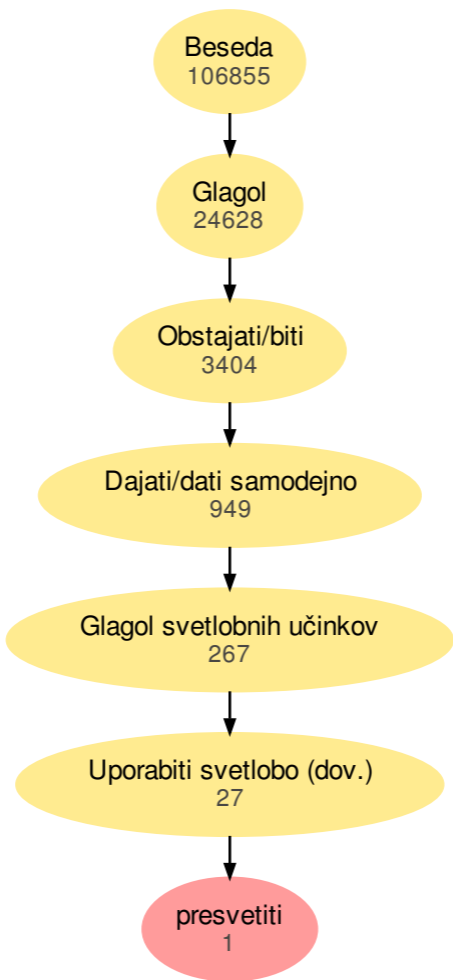 Beseda
106855
Glagol
24628
Obstajati/biti
3404
Dajati/dati samodejno
949
Glagol svetlobnih učinkov
267
Uporabiti svetlobo (dov.)
27
presvetiti
1